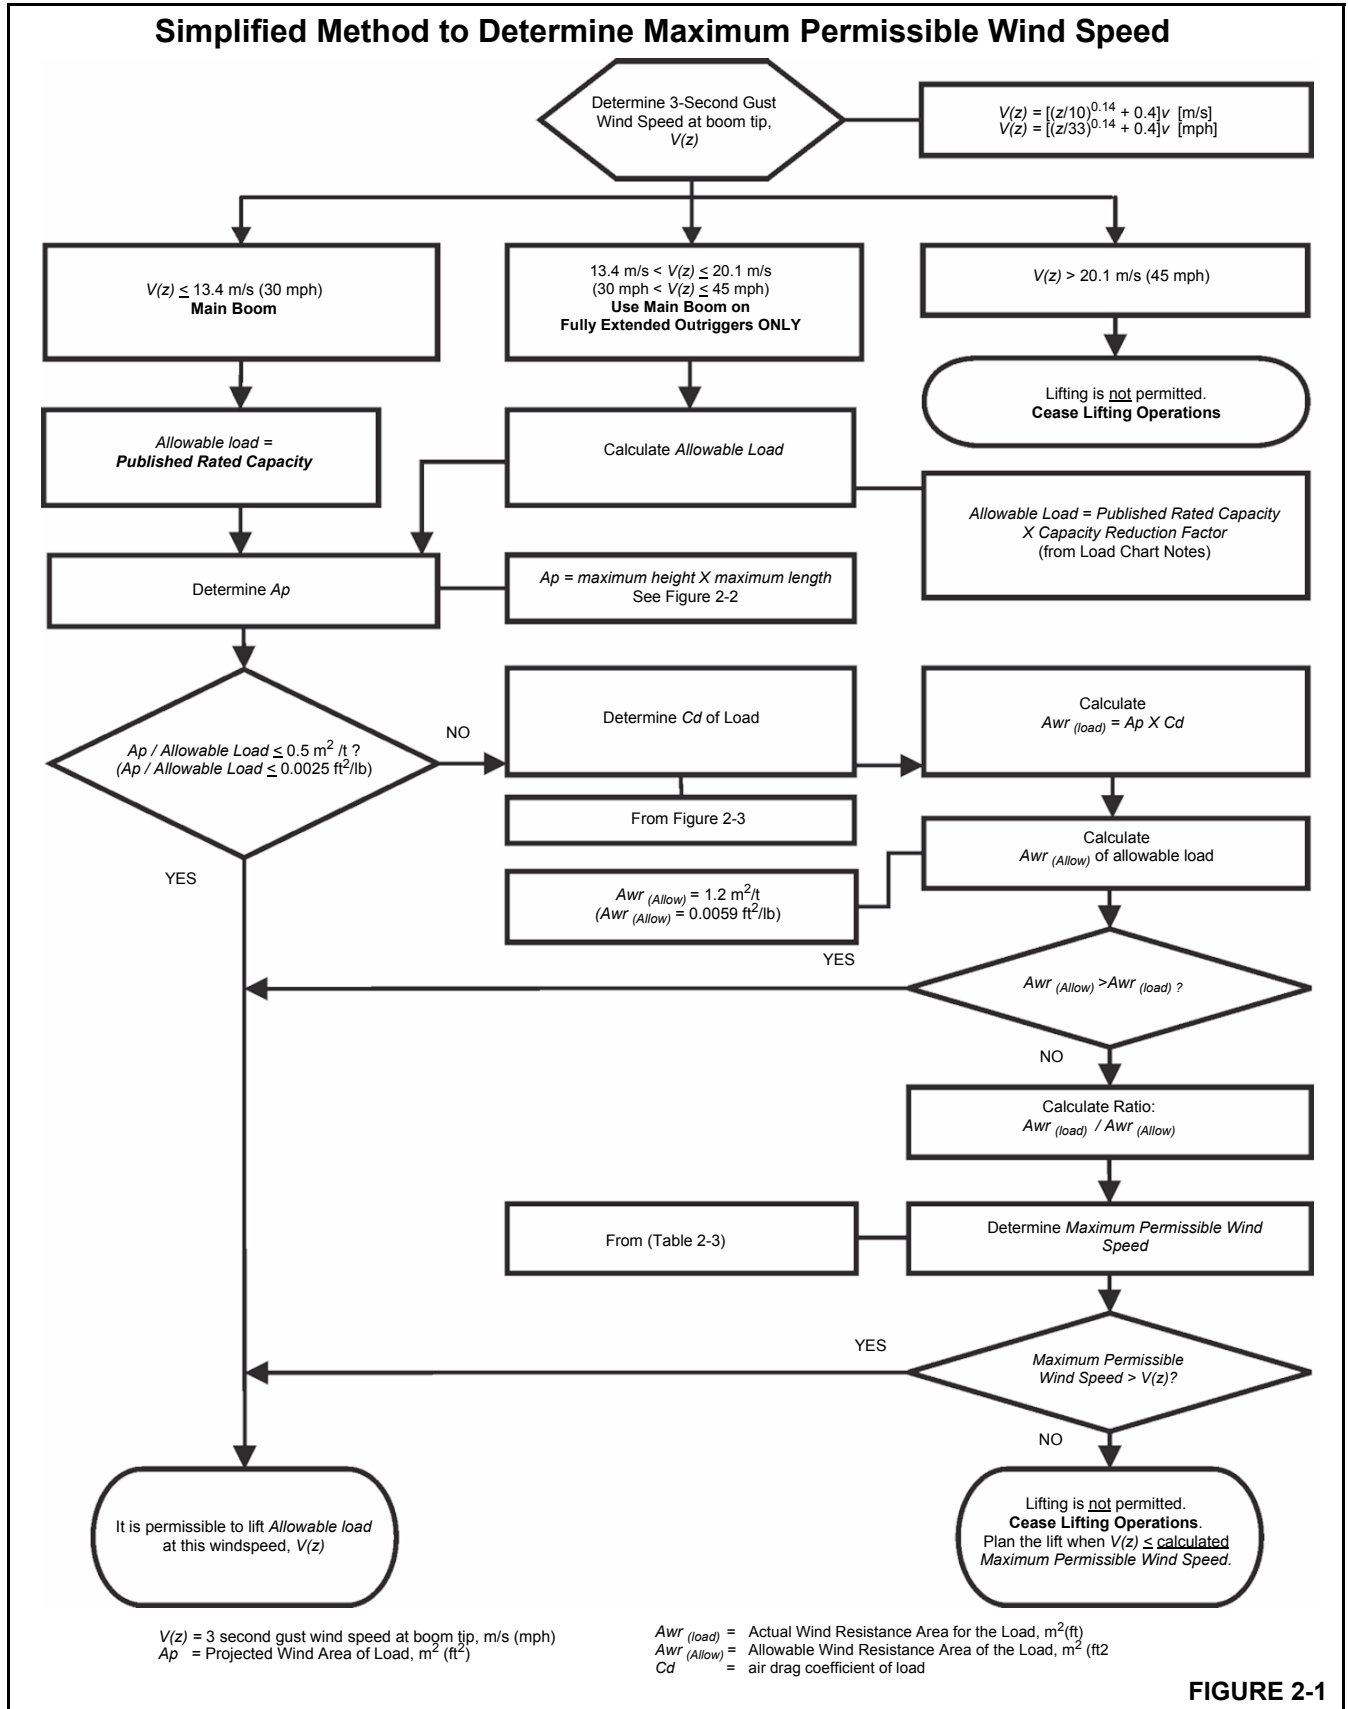 Simplified Method to Determine Maximum Permissible Wind Speed
Determine 3-Second Gust
Wind Speed at boom tip,
V(z)
V(z) = [(z/10)^0.14 + 0.4]v [m/s]
V(z) = [(z/33)^0.14 + 0.4]v [mph]
V(z) ≤ 13.4 m/s (30 mph)
Main Boom
13.4 m/s < V(z) ≤ 20.1 m/s
(30 mph < V(z) ≤ 45 mph)
Use Main Boom on
Fully Extended Outriggers ONLY
V(z) > 20.1 m/s (45 mph)
Lifting is not permitted.
Cease Lifting Operations
Allowable load =
Published Rated Capacity
Calculate Allowable Load
Allowable Load = Published Rated Capacity
X Capacity Reduction Factor
(from Load Chart Notes)
Determine Ap
Ap = maximum height X maximum length
See Figure 2-2
Ap / Allowable Load ≤ 0.5 m² /t ?
(Ap / Allowable Load ≤ 0.0025 ft²/lb)
NO
Determine Cd of Load
Calculate
Awr (load) = Ap X Cd
From Figure 2-3
Calculate
Awr (Allow) of allowable load
YES
Awr (Allow) = 1.2 m²/t
(Awr (Allow) = 0.0059 ft²/lb)
YES
Awr (Allow) >Awr (load) ?
NO
Calculate Ratio:
Awr (load) / Awr (Allow)
From (Table 2-3)
Determine Maximum Permissible Wind
Speed
YES
Maximum Permissible
Wind Speed > V(z)?
NO
It is permissible to lift Allowable load
at this windspeed, V(z)
Lifting is not permitted.
Cease Lifting Operations.
Plan the lift when V(z) ≤ calculated
Maximum Permissible Wind Speed.
V(z) = 3 second gust wind speed at boom tip, m/s (mph)
Ap = Projected Wind Area of Load, m² (ft²)
Awr (load) = Actual Wind Resistance Area for the Load, m²(ft)
Awr (Allow) = Allowable Wind Resistance Area of the Load, m² (ft2
Cd = air drag coefficient of load
FIGURE 2-1